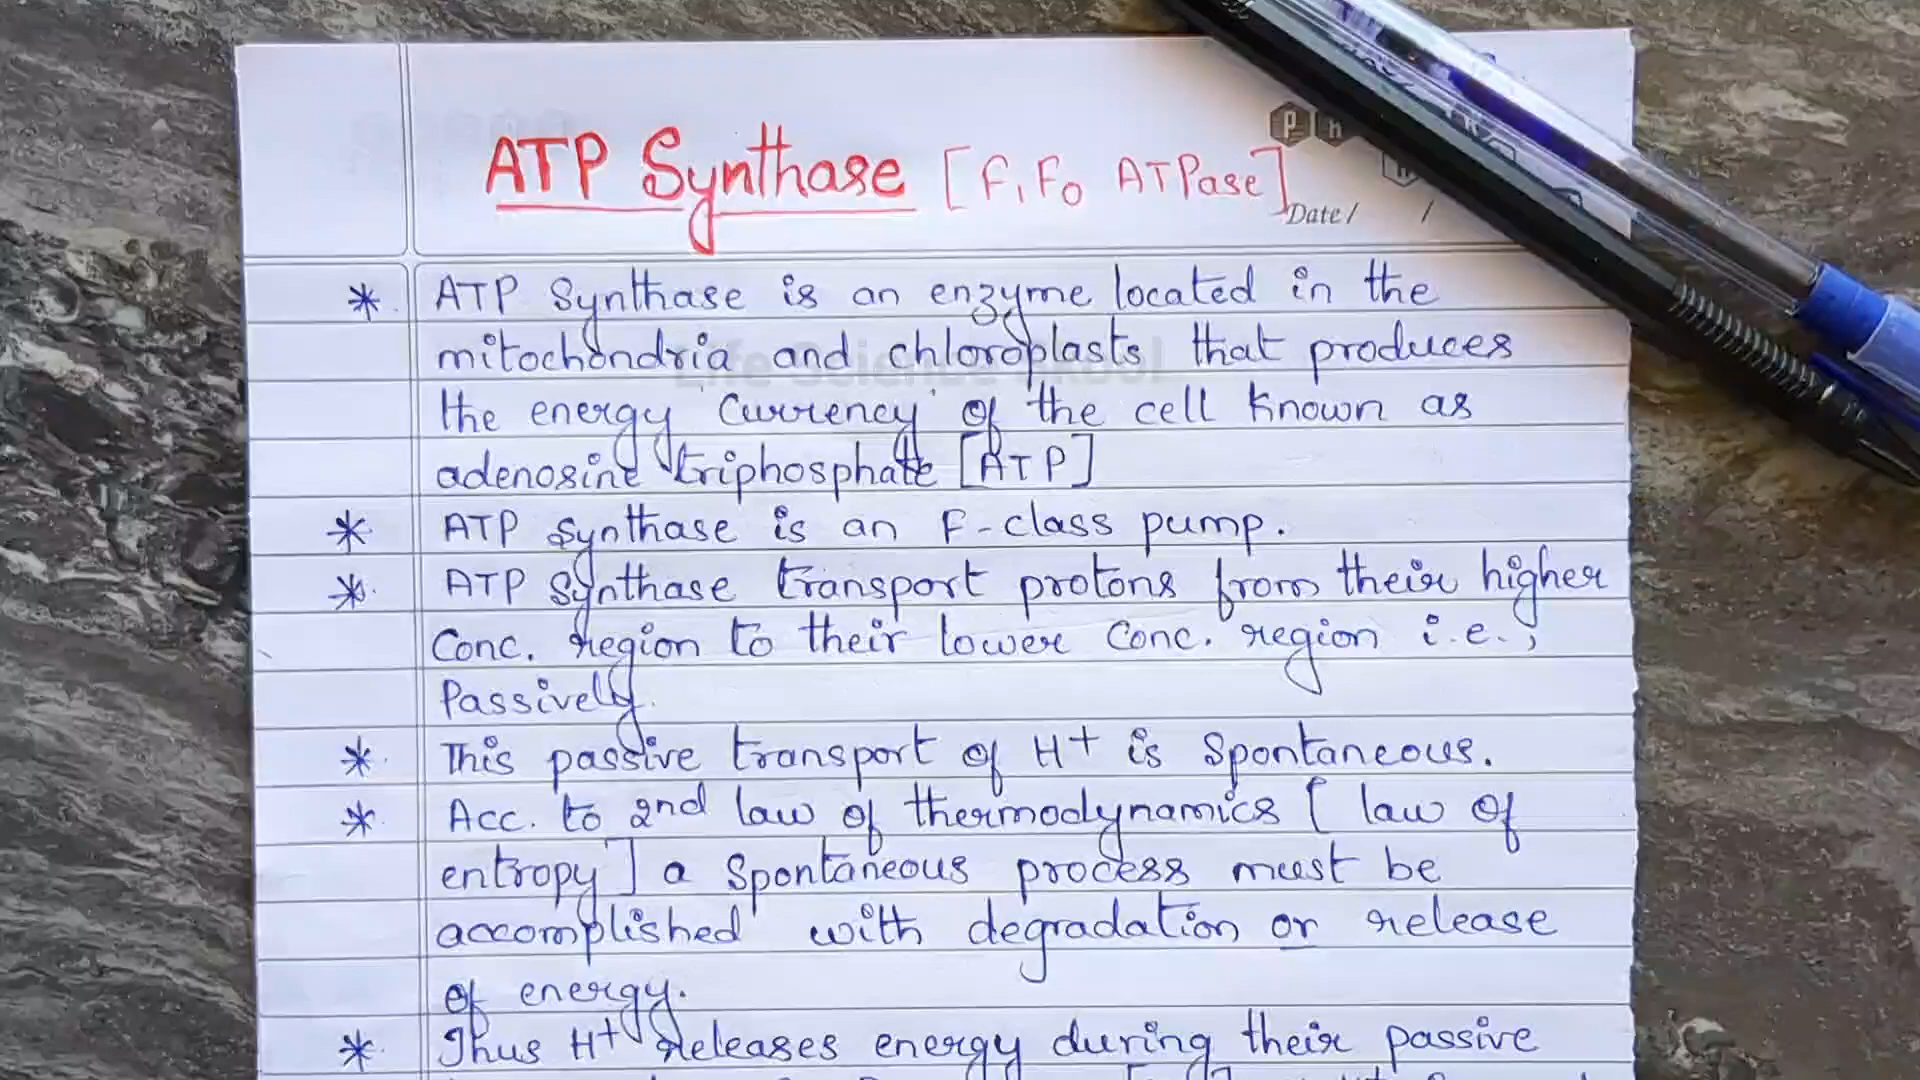 ATP Synthase [F₁F₀ ATPase]
Date / /
* ATP Synthase is an enzyme located in the
mitochondria and chloroplasts that produces
the energy 'currency' of the cell known as
adenosine triphosphate [ATP]
* ATP Synthase is an F-class pump.
* ATP Synthase transport protons from their higher
Conc. region to their lower conc. region i.e.,
Passively.
* This passive transport of H+ is Spontaneous.
* Acc. to 2nd law of thermodynamics [law of
entropy] a Spontaneous process must be
accomplished with degradation or release
of energy.
* Thus H+ releases energy during their passive